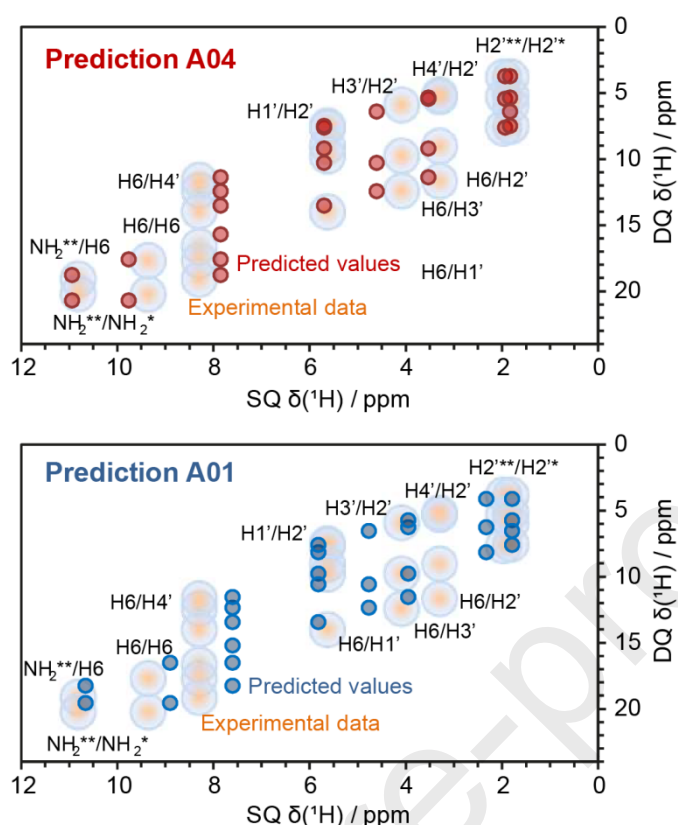 Prediction A04
H2'**/H2'*
H4'/H2'
H3'/H2'
H1'/H2'
H6/H4'
H6/H2'
H6/H3'
H6/H6
NH2**/H6
Predicted values
H6/H1'
Experimental data
NH2**/NH2*
0
5
10
15
20
DQ δ(¹H) / ppm
12 10 8 6 4 2 0
SQ δ(¹H) / ppm
Prediction A01
H2'**/H2'*
H4'/H2'
H3'/H2'
H1'/H2'
H6/H4'
H6/H2'
H6/H3'
H6/H1'
H6/H6
NH2**/H6
Predicted values
Experimental data
NH2**/NH2*
0
5
10
15
20
DQ δ(¹H) / ppm
12 10 8 6 4 2 0
SQ δ(¹H) / ppm
re-pro